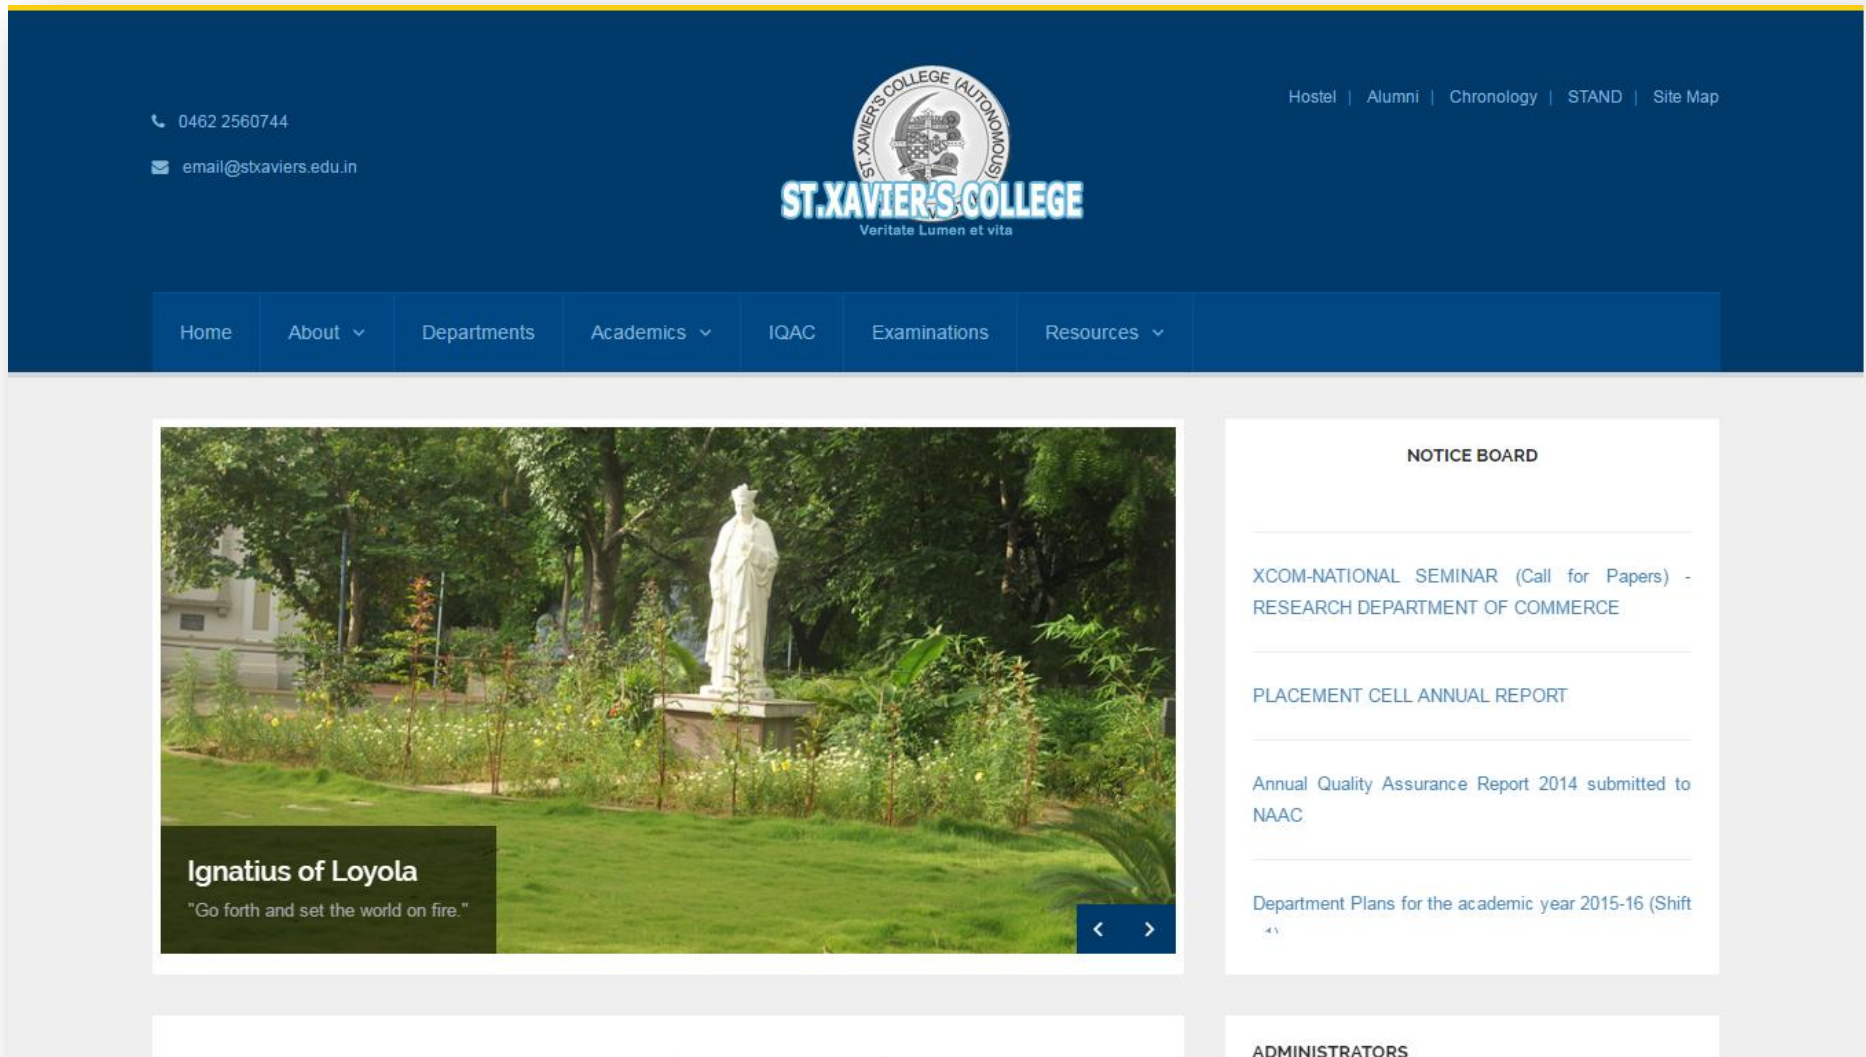 0462 2560744
email@stxaviers.edu.in
ST. XAVIER'S COLLEGE (AUTONOMOUS)
ST.XAVIER'S COLLEGE
Veritate Lumen et vita
Hostel | Alumni | Chronology | STAND | Site Map
Home About Departments Academics IQAC Examinations Resources
Ignatius of Loyola
"Go forth and set the world on fire."
NOTICE BOARD
XCOM-NATIONAL SEMINAR (Call for Papers) -
RESEARCH DEPARTMENT OF COMMERCE
PLACEMENT CELL ANNUAL REPORT
Annual Quality Assurance Report 2014 submitted to
NAAC
Department Plans for the academic year 2015-16 (Shift
ADMINISTRATORS